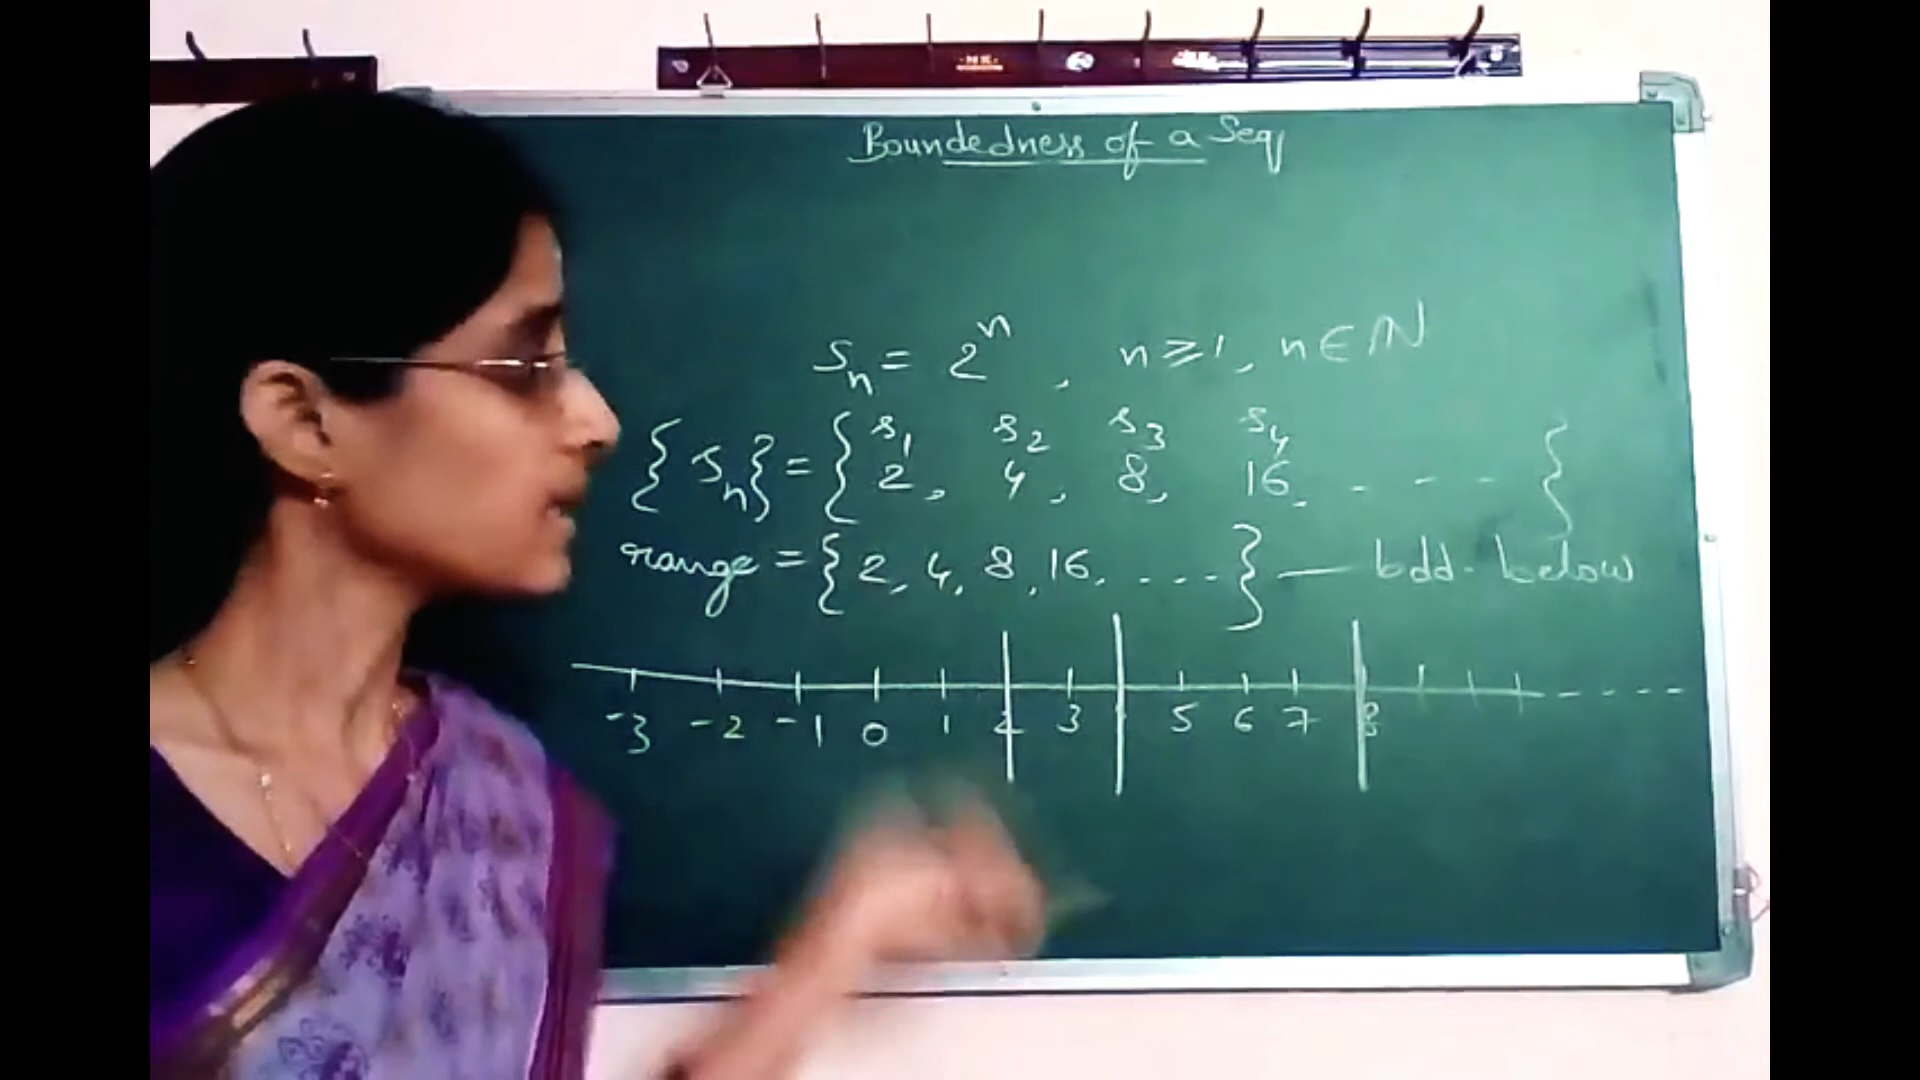 Boundedness of a Seq
Sₙ = 2ⁿ , n ≥ 1, n ∈ ℕ
s₁ s₂ s₃ s₄
{Sₙ} = {2, 4, 8, 16, - - - }
range = {2, 4, 8, 16, ....} — bdd. below
-3 -2 -1 0 1 2 3 5 6 7 8